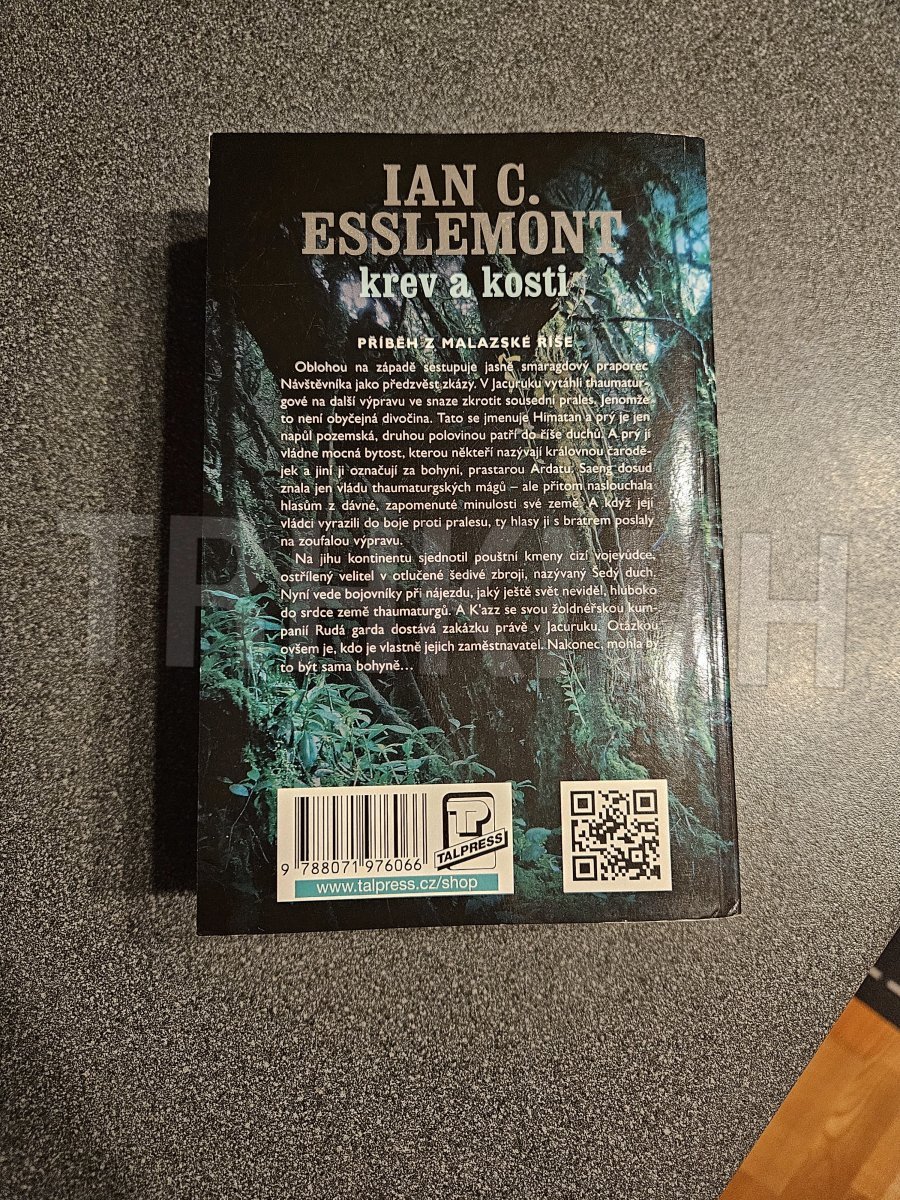 IAN C.
ESSLEMONT
krev a kosti
PŘÍBĚH Z MALAZSKÉ ŘÍŠE
Oblohou na západě sestupuje jasně smaragdový praporec
Návštěvníka jako předzvěst zkázy. V Jacuruku vytáhli thaumatur-
gové na další výpravu ve snaze zkrotit sousední prales. Jenomže
to není obyčejná divočina. Tato se jmenuje Himatan a prý je jen
napůl pozemská, druhou polovinou patří do říše duchů. A prý jí
vládne mocná bytost, kterou někteří nazývají královnou čaroděj-
ek a jiní ji označují za bohyni, prastarou Ardatu. Saeng dosud
znala jen vládu thaumaturgských mágů – ale přitom naslouchala
hlasům z dávné, zapomenuté minulosti své země. A když její
vládci vyrazili do boje proti pralesu, ty hlasy ji s bratrem poslaly
na zoufalou výpravu.
Na jihu kontinentu sjednotil pouštní kmeny cizí vojevůdce,
ostřílený velitel v otlučené šedivé zbroji, nazývaný Šedý duch.
Nyní vede bojovníky při nájezdu, jaký ještě svět neviděl, hluboko
do srdce země thaumaturgů. A K'azz se svou žoldnéřskou kum-
panií Rudá garda dostává zakázku právě v Jacuruku. Otázkou
ovšem je, kdo je vlastně jejich zaměstnavatel. Nakonec, mohla by
to být sama bohyně...
TP
TALPRESS
9 788071 976066
www.talpress.cz/shop